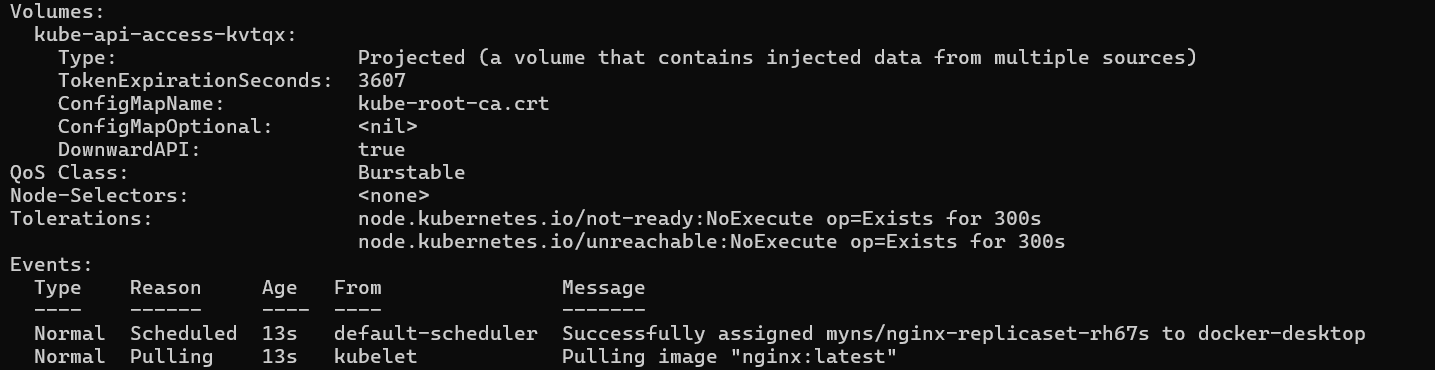 Volumes:
  kube-api-access-kvtqx:
    Type:                    Projected (a volume that contains injected data from multiple sources)
    TokenExpirationSeconds:  3607
    ConfigMapName:           kube-root-ca.crt
    ConfigMapOptional:       <nil>
    DownwardAPI:             true
QoS Class:                   Burstable
Node-Selectors:              <none>
Tolerations:                 node.kubernetes.io/not-ready:NoExecute op=Exists for 300s
                             node.kubernetes.io/unreachable:NoExecute op=Exists for 300s
Events:
  Type    Reason     Age   From               Message
  ----    ------     ----  ----               -------
  Normal  Scheduled  13s   default-scheduler  Successfully assigned myns/nginx-replicaset-rh67s to docker-desktop
  Normal  Pulling    13s   kubelet            Pulling image "nginx:latest"